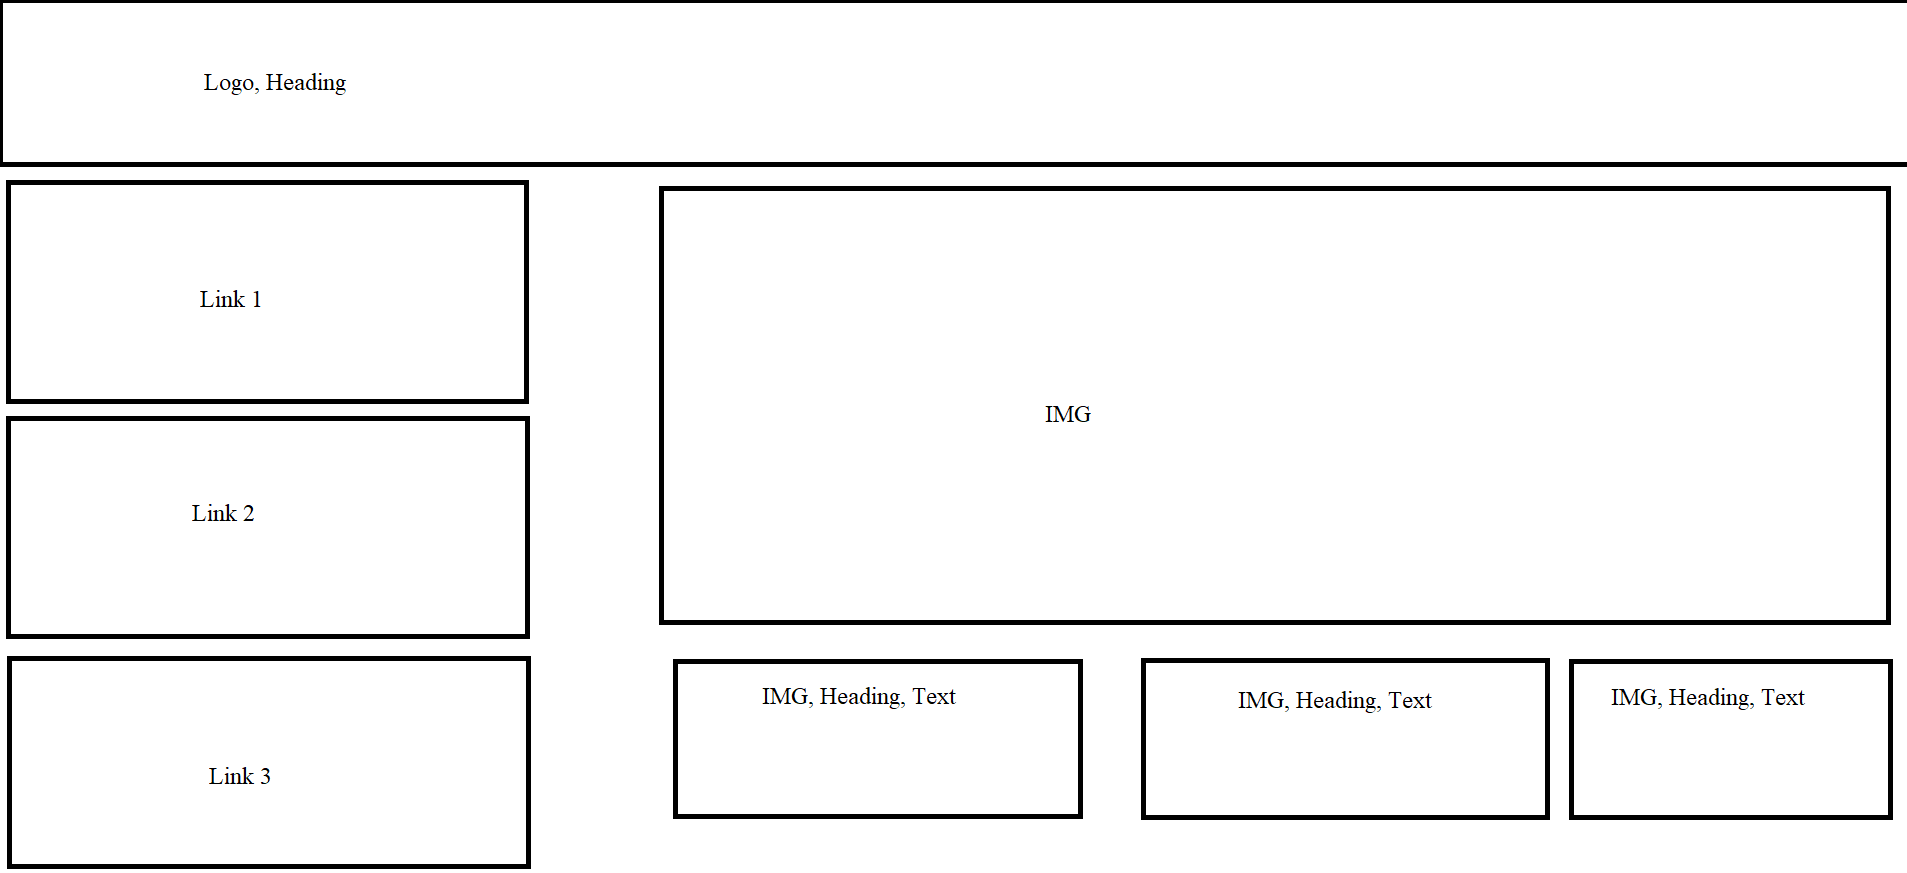 Logo, Heading
Link 1
Link 2
Link 3
IMG
IMG, Heading, Text
IMG, Heading, Text
IMG, Heading, Text